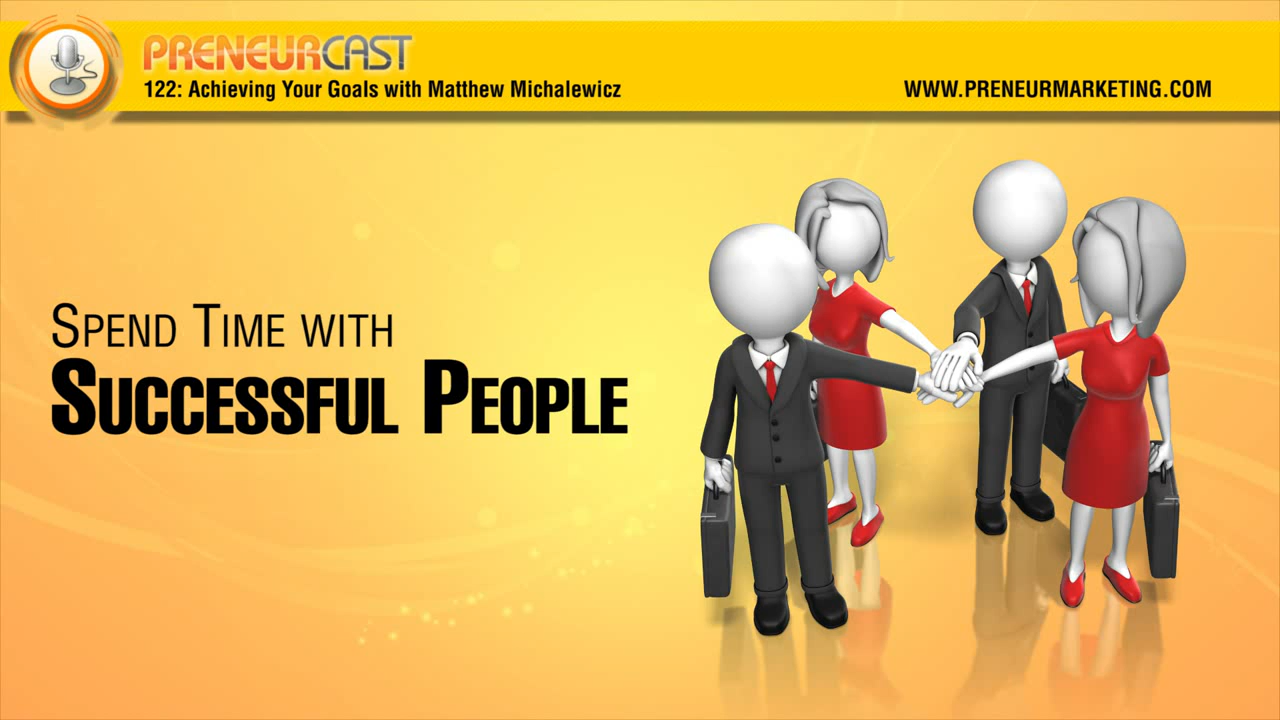 PRENEURCAST
122: Achieving Your Goals with Matthew Michalewicz
WWW.PRENEURMARKETING.COM
Spend Time with
Successful People